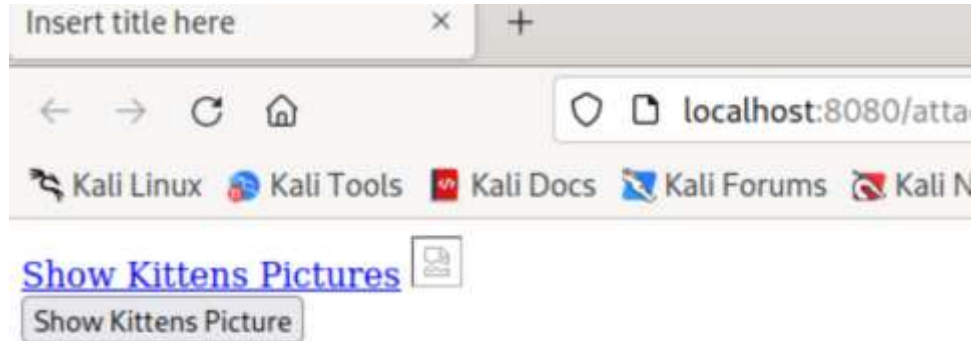 Insert title here
localhost:8080/atta
Kali Linux Kali Tools Kali Docs Kali Forums Kali N
Show Kittens Pictures
Show Kittens Picture